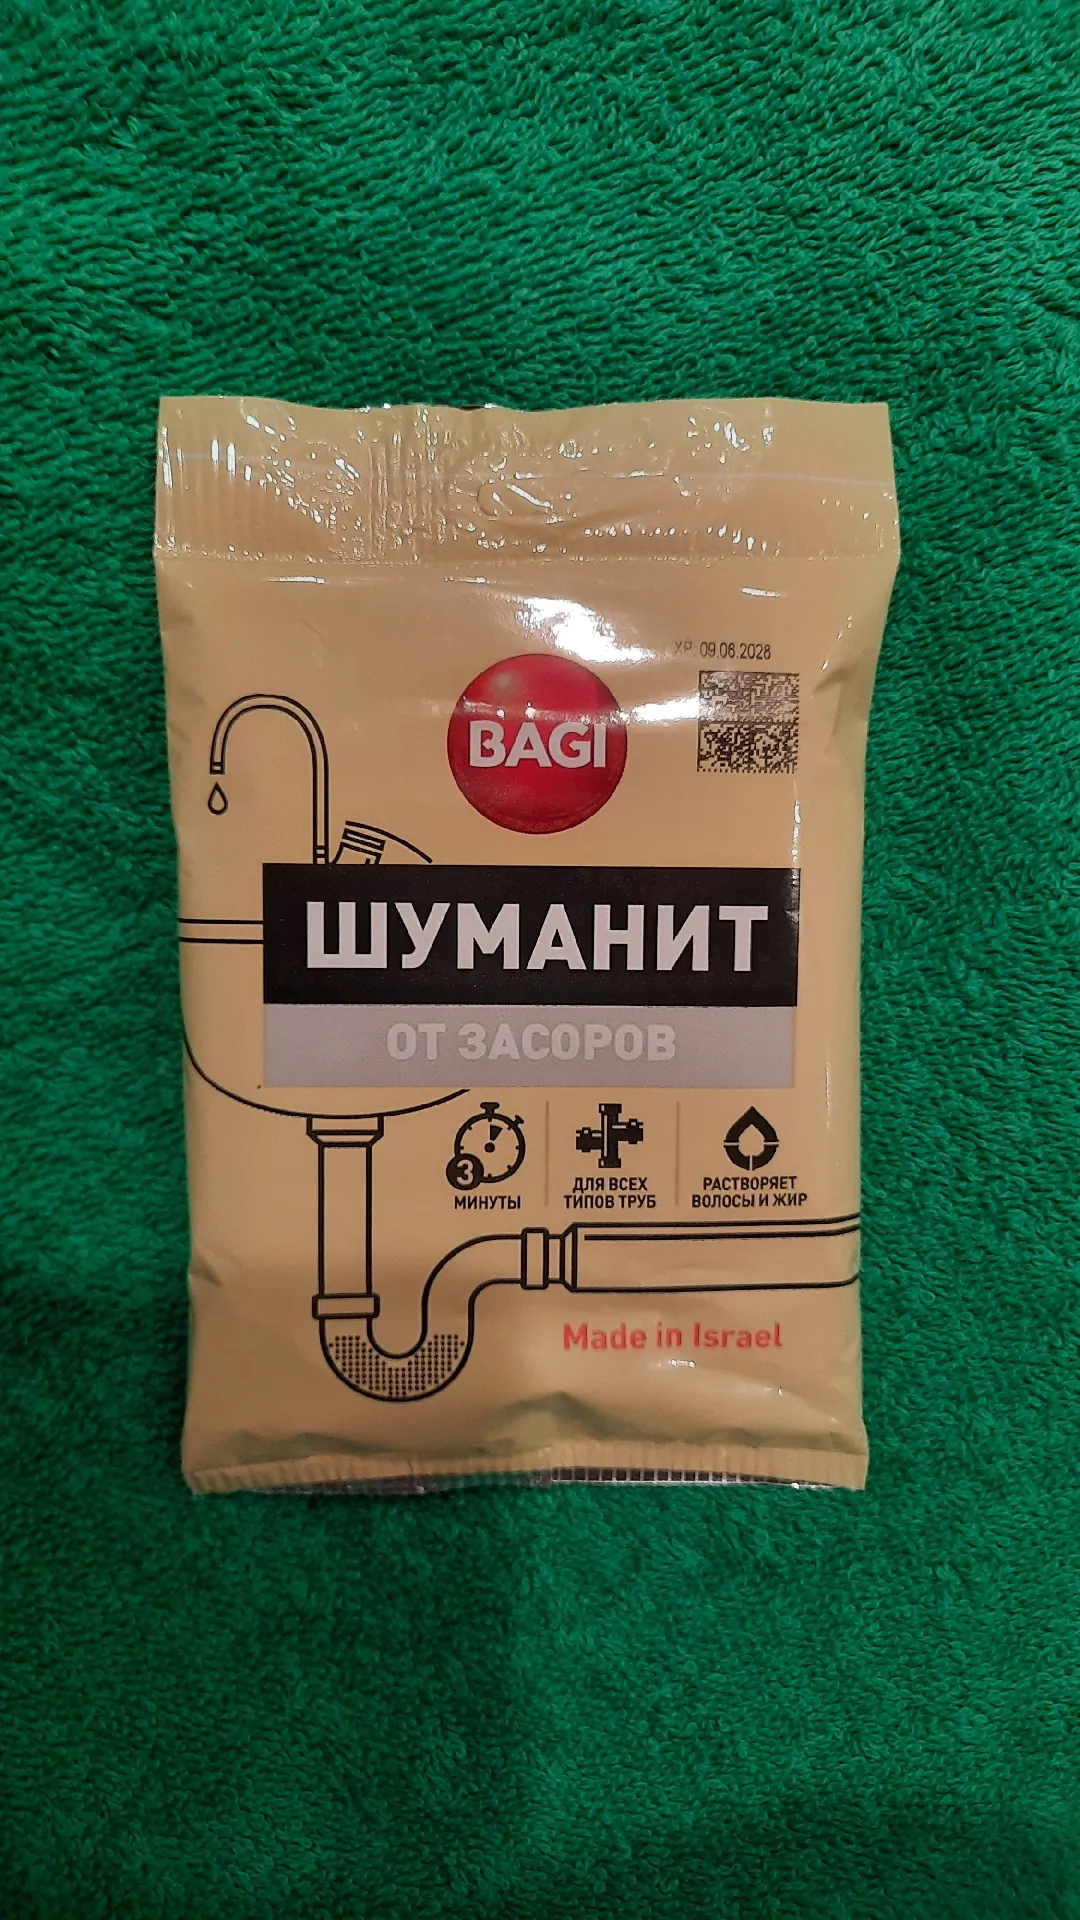 ХР. 09.06.2028
BAGI
ШУМАНИТ
ОТ ЗАСОРОВ
3
МИНУТЫ
ДЛЯ ВСЕХ
ТИПОВ ТРУБ
РАСТВОРЯЕТ
ВОЛОСЫ И ЖИР
Made in Israel